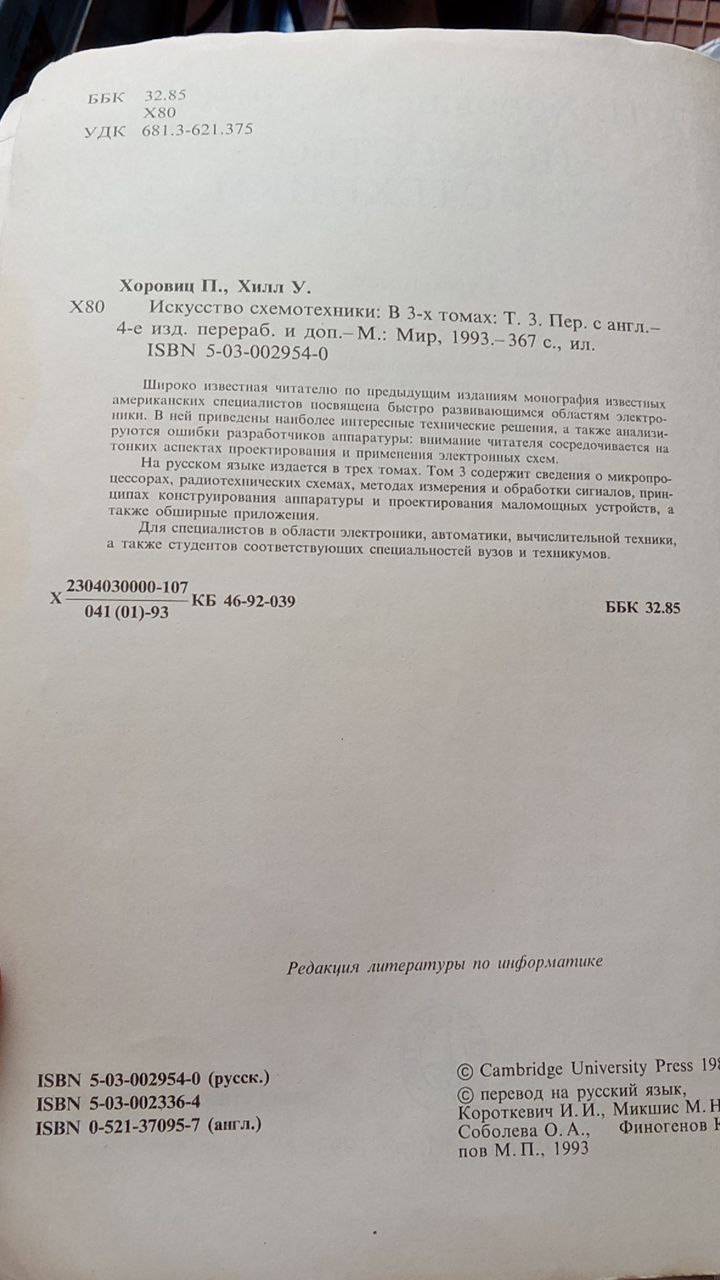 ББК 32.85
Х80
УДК 681.3-621.375
Хоровиц П., Хилл У.
Х80 Искусство схемотехники: В 3-х томах: Т. 3. Пер. с англ.–
4-е изд. перераб. и доп.– М.: Мир, 1993.– 367 с., ил.
ISBN 5-03-002954-0
Широко известная читателю по предыдущим изданиям монография известных
американских специалистов посвящена быстро развивающимся областям электро-
ники. В ней приведены наиболее интересные технические решения, а также анализи-
руются ошибки разработчиков аппаратуры: внимание читателя сосредоточивается на
тонких аспектах проектирования и применения электронных схем.
На русском языке издается в трех томах. Том 3 содержит сведения о микропро-
цессорах, радиотехнических схемах, методах измерения и обработки сигналов, прин-
ципах конструирования аппаратуры и проектирования маломощных устройств, а
также обширные приложения.
Для специалистов в области электроники, автоматики, вычислительной техники,
а также студентов соответствующих специальностей вузов и техникумов.
Х 2304030000-107 КБ 46-92-039
041 (01)-93
ББК 32.85
Редакция литературы по информатике
ISBN 5-03-002954-0 (русск.)
ISBN 5-03-002336-4
ISBN 0-521-37095-7 (англ.)
© Cambridge University Press 198
© перевод на русский язык,
Короткевич И. И., Микшис М. Н
Соболева О. А., Финогенов К
пов М. П., 1993